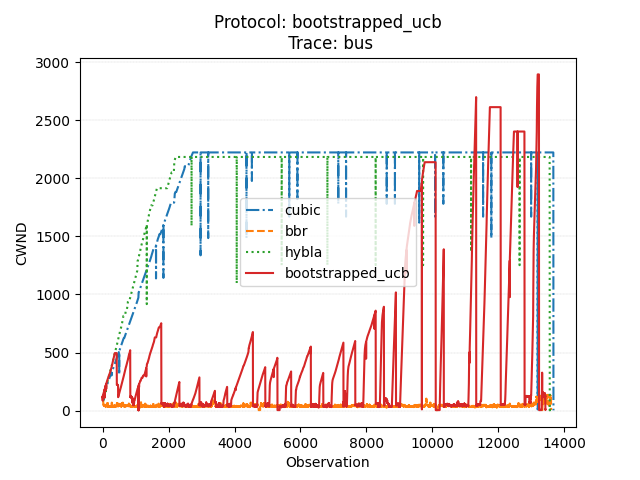 Protocol: bootstrapped_ucb
Trace: bus
3000
2500
2000
1500
1000
500
0
CWND
cubic
bbr
hybla
bootstrapped_ucb
0 2000 4000 6000 8000 10000 12000 14000
Observation